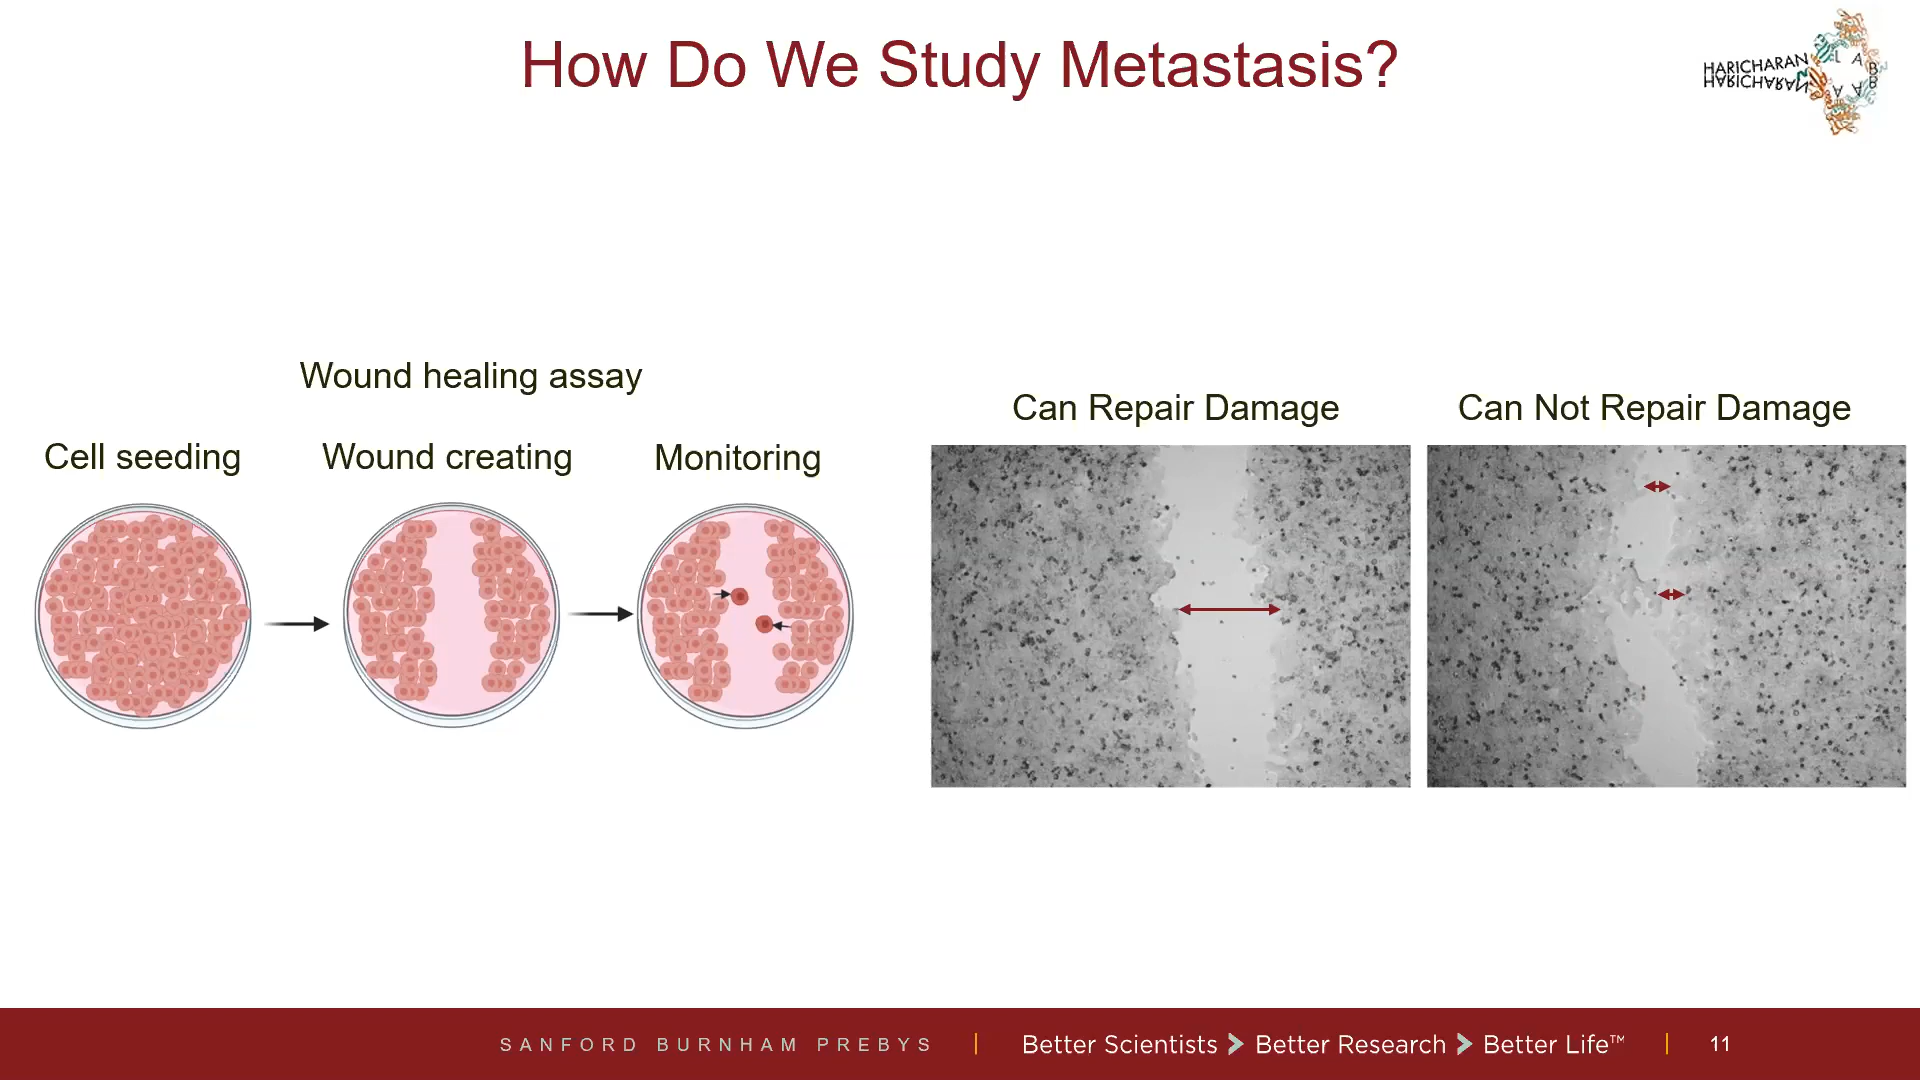 How Do We Study Metastasis?
HARICHARAN
HARICHARAN
L A B
L A B
Wound healing assay
Cell seeding
Wound creating
Monitoring
Can Repair Damage
Can Not Repair Damage
SANFORD BURNHAM PREBYS | Better Scientists > Better Research > Better Life™ | 11